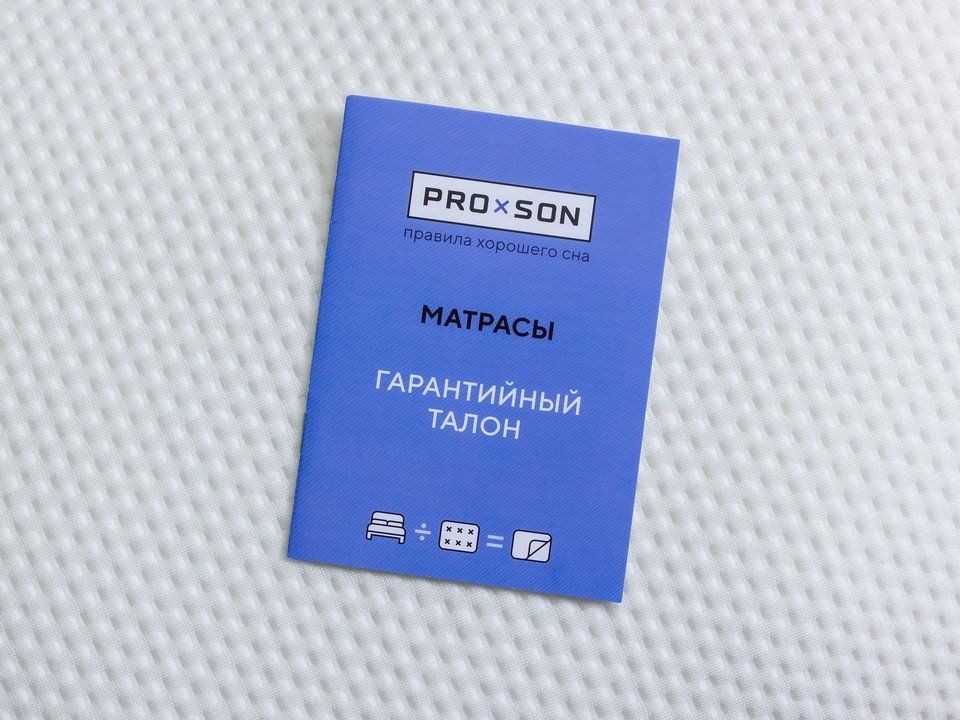 PRO×SON
правила хорошего сна
МАТРАСЫ
ГАРАНТИЙНЫЙ
ТАЛОН
÷ =